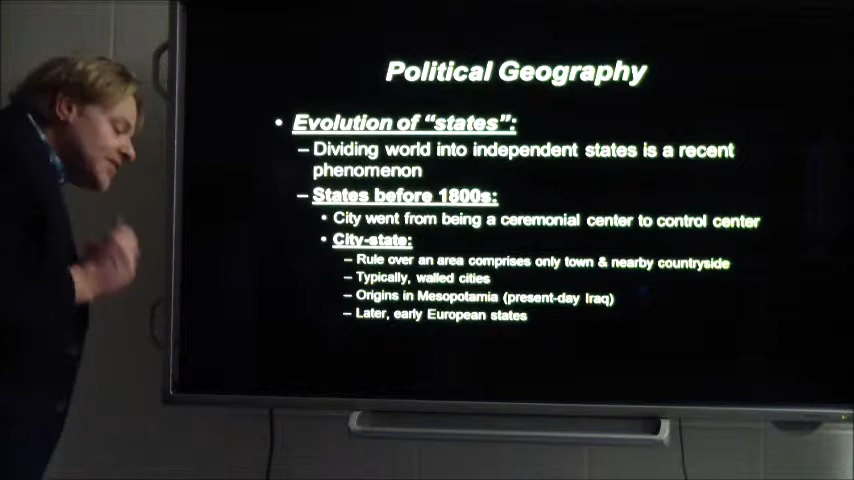 Political Geography
• Evolution of “states”:
– Dividing world into independent states is a recent
phenomenon
– States before 1800s:
• City went from being a ceremonial center to control center
• City-state:
– Rule over an area comprises only town & nearby countryside
– Typically, walled cities
– Origins in Mesopotamia (present-day Iraq)
– Later, early European states